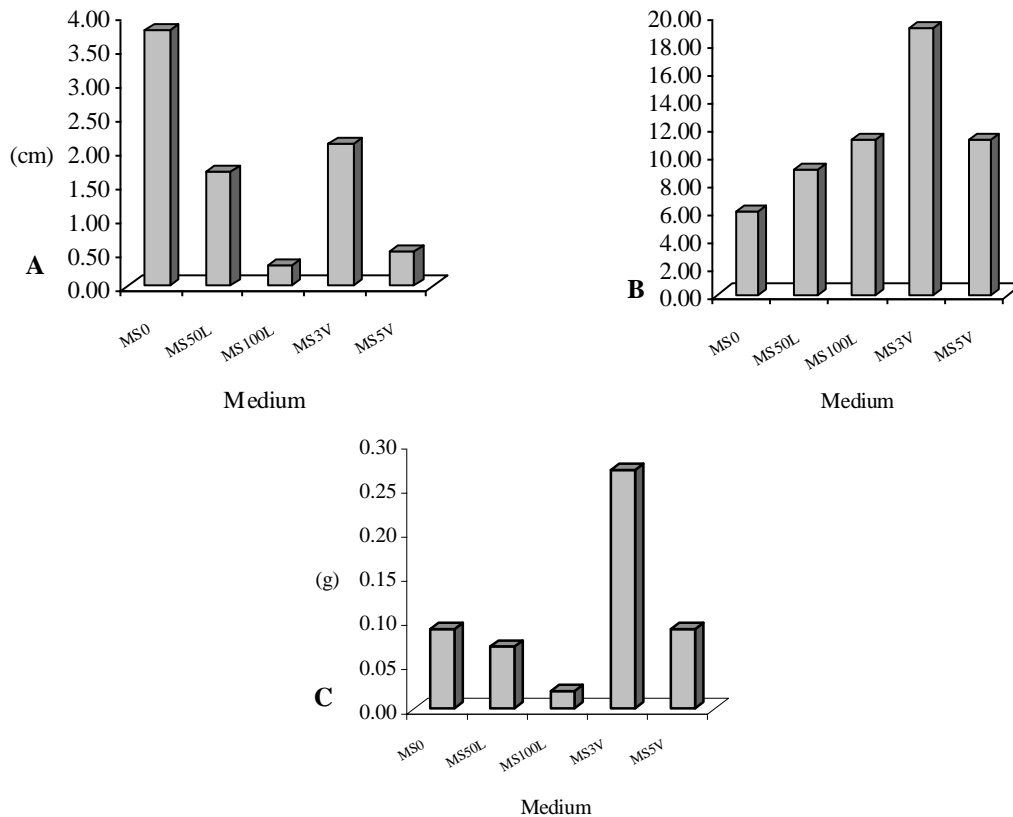 4.00
3.50
3.00
2.50
2.00
1.50
1.00
0.50
0.00
(cm)
A
MS0
MS50L
MS100L
MS3V
MS5V
Medium
20.00
18.00
16.00
14.00
12.00
10.00
8.00
6.00
4.00
2.00
0.00
B
MS0
MS50L
MS100L
MS3V
MS5V
Medium
0.30
0.25
0.20
0.15
0.10
0.05
0.00
(g)
C
MS0
MS50L
MS100L
MS3V
MS5V
Medium